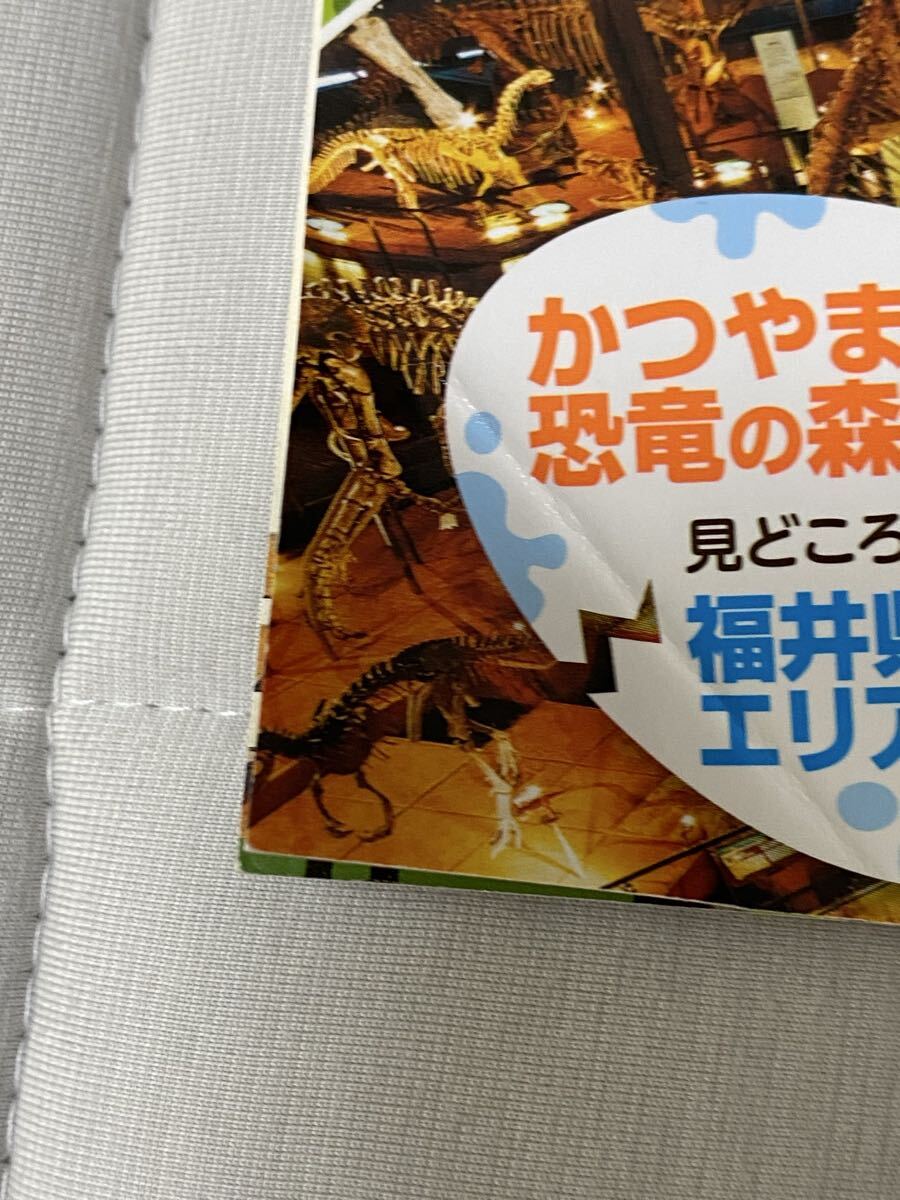 かつやま
恐竜の森
見どころ
福井県
エリア